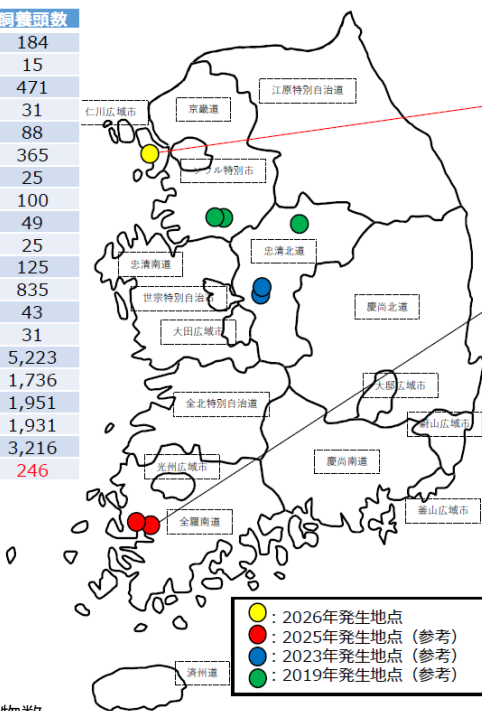 飼養頭数
184
15
471
31
88
365
25
100
49
25
125
835
43
31
5,223
1,736
1,951
1,931
3,216
246
江原特別自治道
京畿道
仁川広域市
ソウル特別市
忠清北道
忠清南道
世宗特別自治市
慶尚北道
大田広域市
大邱広域市
全北特別自治道
蔚山広域市
慶尚南道
光州広域市
釜山広域市
全羅南道
済州道
：2026年発生地点
：2025年発生地点（参考）
：2023年発生地点（参考）
：2019年発生地点（参考）